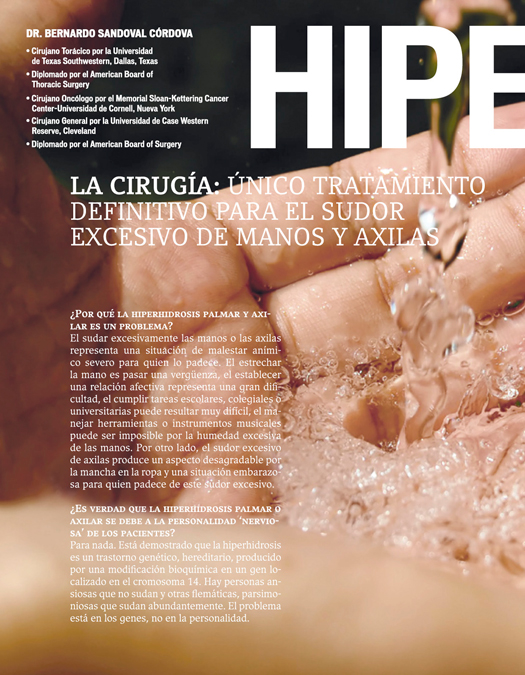 DR. BERNARDO SANDOVAL CÓRDOVA
• Cirujano Torácico por la Universidad
de Texas Southwestern, Dallas, Texas
• Diplomado por el American Board of
Thoracic Surgery
• Cirujano Oncólogo por el Memorial Sloan-Kettering Cancer
Center-Universidad de Cornell, Nueva York
• Cirujano General por la Universidad de Case Western
Reserve, Cleveland
• Diplomado por el American Board of Surgery
HIPE
LA CIRUGÍA: ÚNICO TRATAMIENTO
DEFINITIVO PARA EL SUDOR
EXCESIVO DE MANOS Y AXILAS
¿POR QUÉ LA HIPERHIDROSIS PALMAR Y AXI-
LAR ES UN PROBLEMA?
El sudar excesivamente las manos o las axilas
representa una situación de malestar aními-
co severo para quien lo padece. El estrechar
la mano es pasar una vergüenza, el establecer
una relación afectiva representa una gran difi-
cultad, el cumplir tareas escolares, colegiales o
universitarias puede resultar muy difícil, el ma-
nejar herramientas o instrumentos musicales
puede ser imposible por la humedad excesiva
de las manos. Por otro lado, el sudor excesivo
de axilas produce un aspecto desagradable por
la mancha en la ropa y una situación embarazo-
sa para quien padece de este sudor excesivo.
¿ES VERDAD QUE LA HIPERHIDROSIS PALMAR O
AXILAR SE DEBE A LA PERSONALIDAD ‘NERVIO-
SA’ DE LOS PACIENTES?
Para nada. Está demostrado que la hiperhidrosis
es un trastorno genético, hereditario, producido
por una modificación bioquímica en un gen lo-
calizado en el cromosoma 14. Hay personas an-
siosas que no sudan y otras flemáticas, parsimo-
niosas que sudan abundantemente. El problema
está en los genes, no en la personalidad.